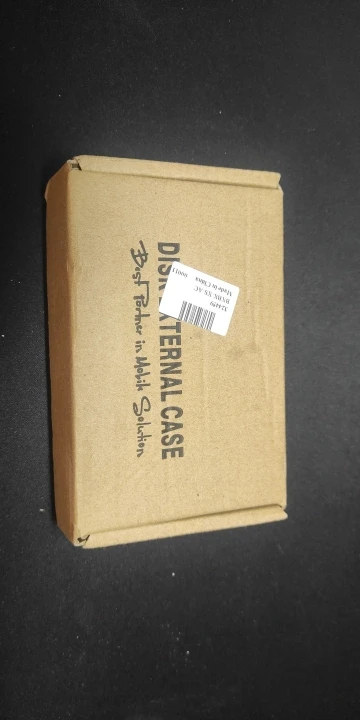 DISK EXTERNAL CASE
Best Partner in Mobile Solution
Made in China